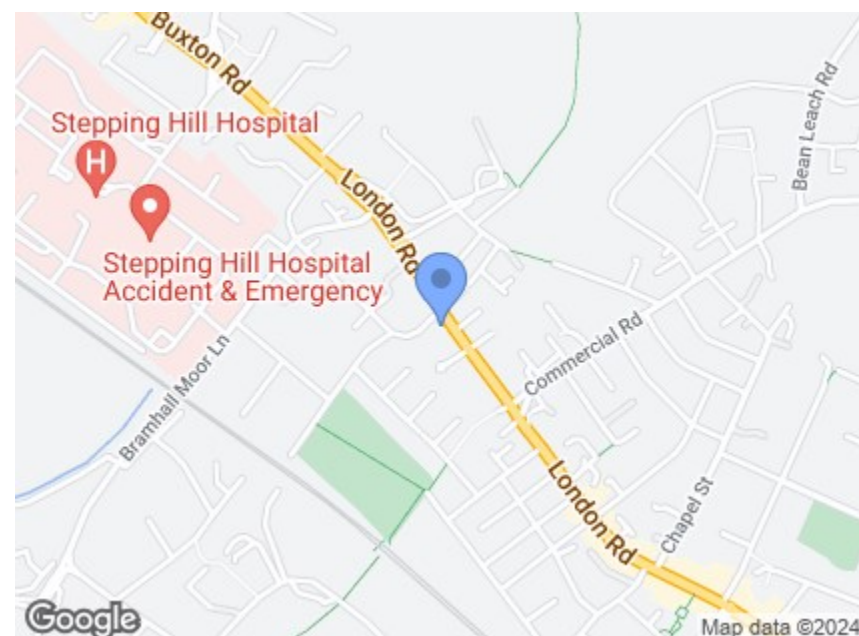 Buxton Rd
Stepping Hill Hospital
H
London Rd
Bean Leach Rd
Stepping Hill Hospital
Accident & Emergency
Bramhall Moor Ln
Commercial Rd
London Rd
Chapel St
Google
Map data ©2024